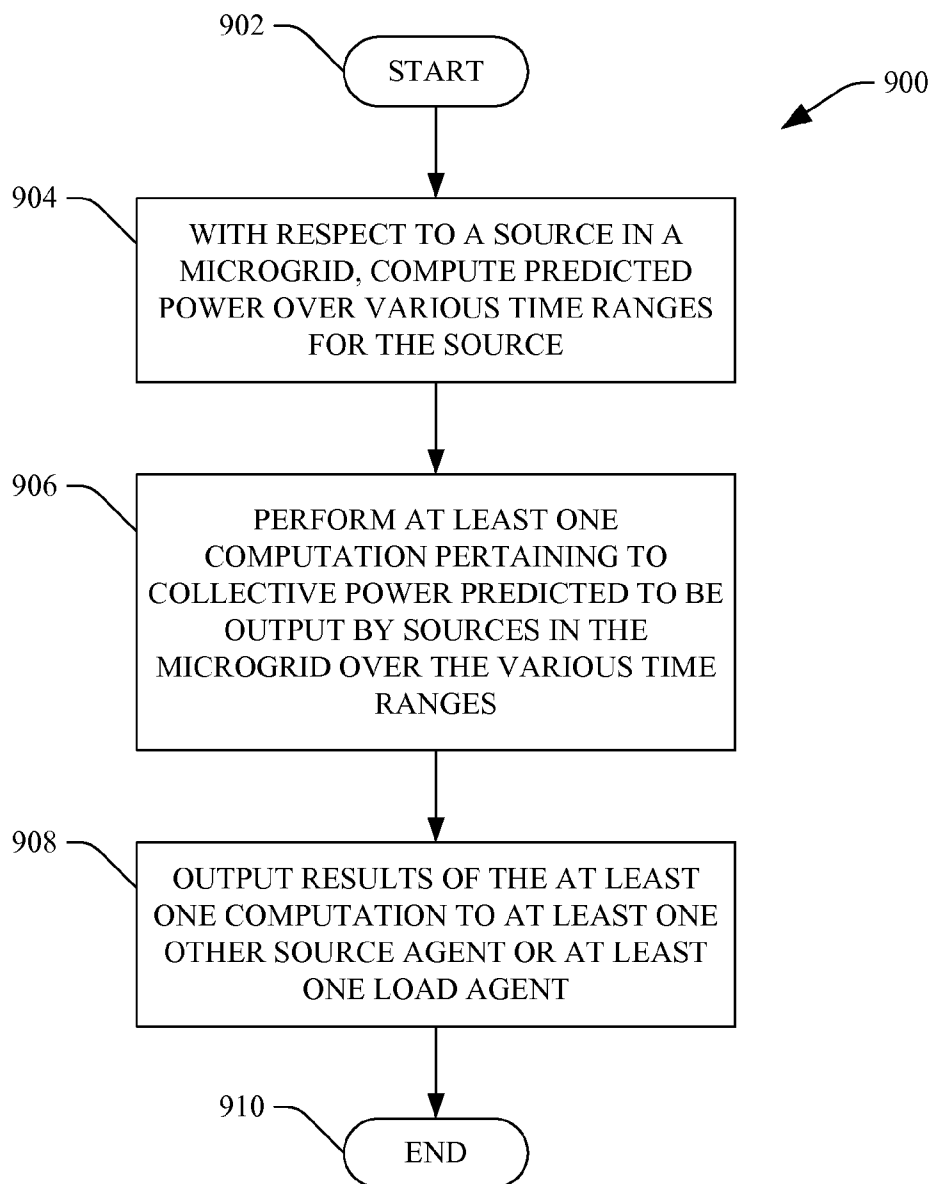 902
START
900
904
WITH RESPECT TO A SOURCE IN A
MICROGRID, COMPUTE PREDICTED
POWER OVER VARIOUS TIME RANGES
FOR THE SOURCE
906
PERFORM AT LEAST ONE
COMPUTATION PERTAINING TO
COLLECTIVE POWER PREDICTED TO BE
OUTPUT BY SOURCES IN THE
MICROGRID OVER THE VARIOUS TIME
RANGES
908
OUTPUT RESULTS OF THE AT LEAST
ONE COMPUTATION TO AT LEAST ONE
OTHER SOURCE AGENT OR AT LEAST
ONE LOAD AGENT
910
END